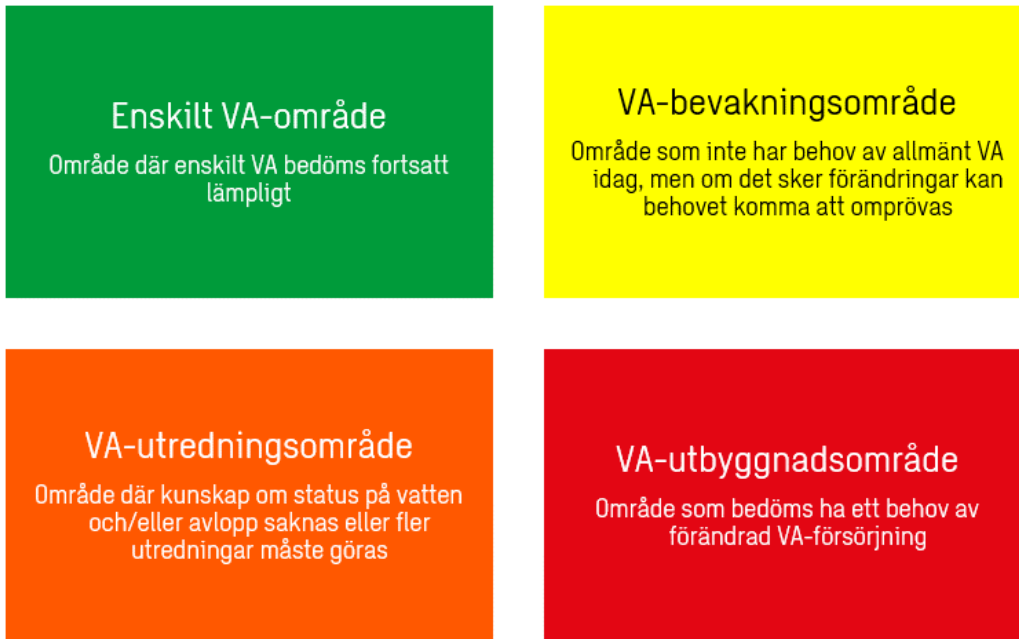 Enskilt VA-område
Område där enskilt VA bedöms fortsatt
lämpligt
VA-bevakningsområde
Område som inte har behov av allmänt VA
idag, men om det sker förändringar kan
behovet komma att omprövas
VA-utredningsområde
Område där kunskap om status på vatten
och/eller avlopp saknas eller fler
utredningar måste göras
VA-utbyggnadsområde
Område som bedöms ha ett behov av
förändrad VA-försörjning